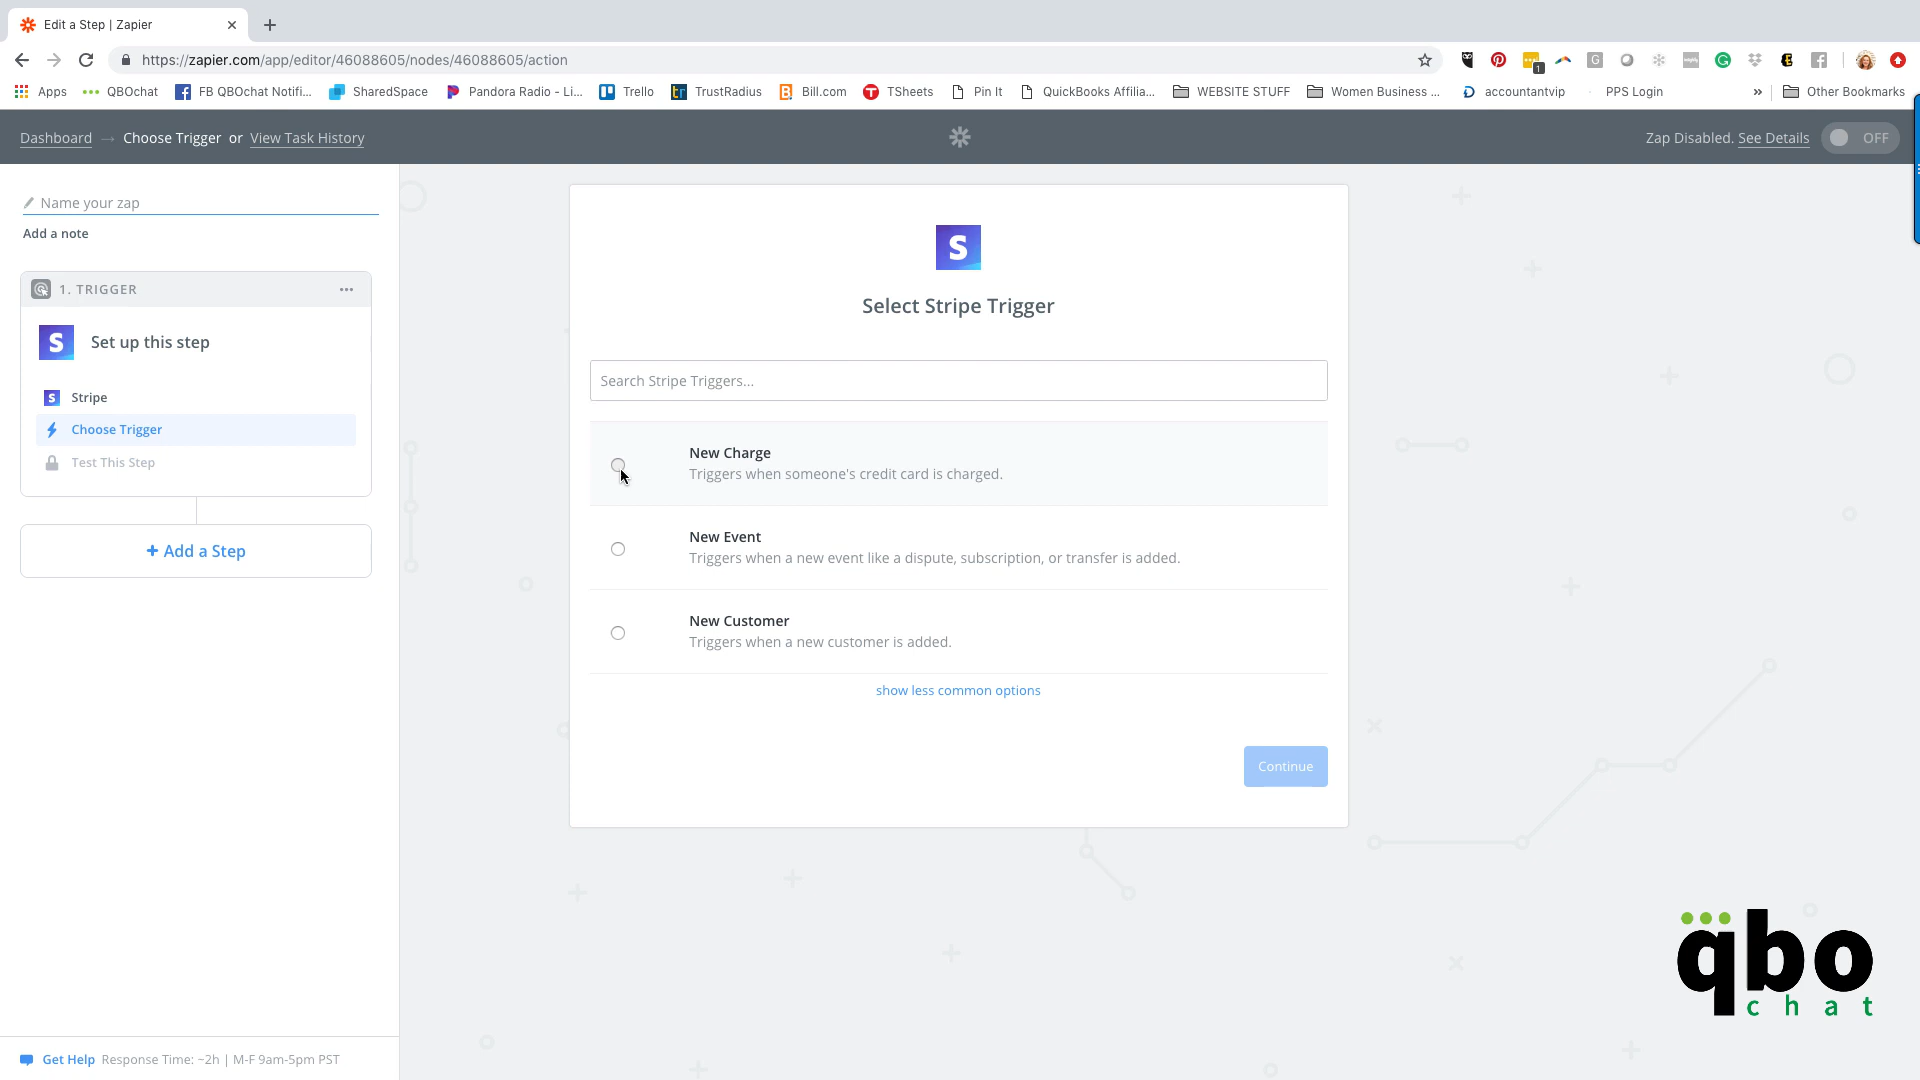 Edit a Step | Zapier
https://zapier.com/app/editor/46088605/nodes/46088605/action
1
Apps QBOchat FB QBOchat Notifi... SharedSpace Pandora Radio - Li... Trello TrustRadius Bill.com TSheets Pin It QuickBooks Affilia... WEBSITE STUFF Women Business ... accountantvip PPS Login » Other Bookmarks
Dashboard → Choose Trigger or View Task History
Zap Disabled. See Details OFF
Name your zap
Add a note
1. TRIGGER
S Set up this step
S Stripe
Choose Trigger
Test This Step
+ Add a Step
S
Select Stripe Trigger
Search Stripe Triggers...
New Charge
Triggers when someone's credit card is charged.
New Event
Triggers when a new event like a dispute, subscription, or transfer is added.
New Customer
Triggers when a new customer is added.
show less common options
Continue
qbo
chat
Get Help Response Time: ~2h | M-F 9am-5pm PST